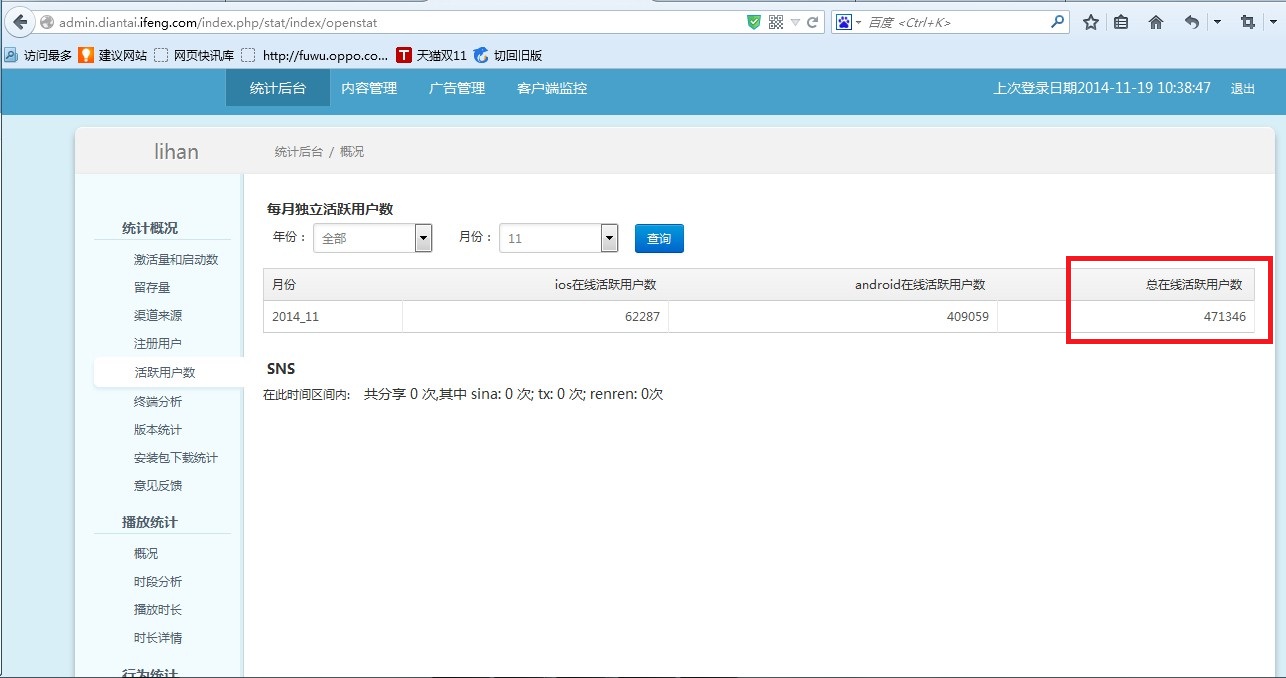 admin.diantai.ifeng.com/index.php/stat/index/openstat
百度 <Ctrl+K>
访问最多 建议网站 网页快讯库 http://fuwu.oppo.co... T 天猫双11 切回旧版
统计后台 内容管理 广告管理 客户端监控 上次登录日期2014-11-19 10:38:47 退出
lihan 统计后台 / 概况
统计概况
激活量和启动数
留存量
渠道来源
注册用户
活跃用户数
终端分析
版本统计
安装包下载统计
意见反馈
播放统计
概况
时段分析
播放时长
时长详情
行为统计
每月独立活跃用户数
年份： 全部 月份： 11 查询
月份 ios在线活跃用户数 android在线活跃用户数 总在线活跃用户数
2014_11 62287 409059 471346
SNS
在此时间区间内: 共分享 0 次,其中 sina: 0 次; tx: 0 次; renren: 0次